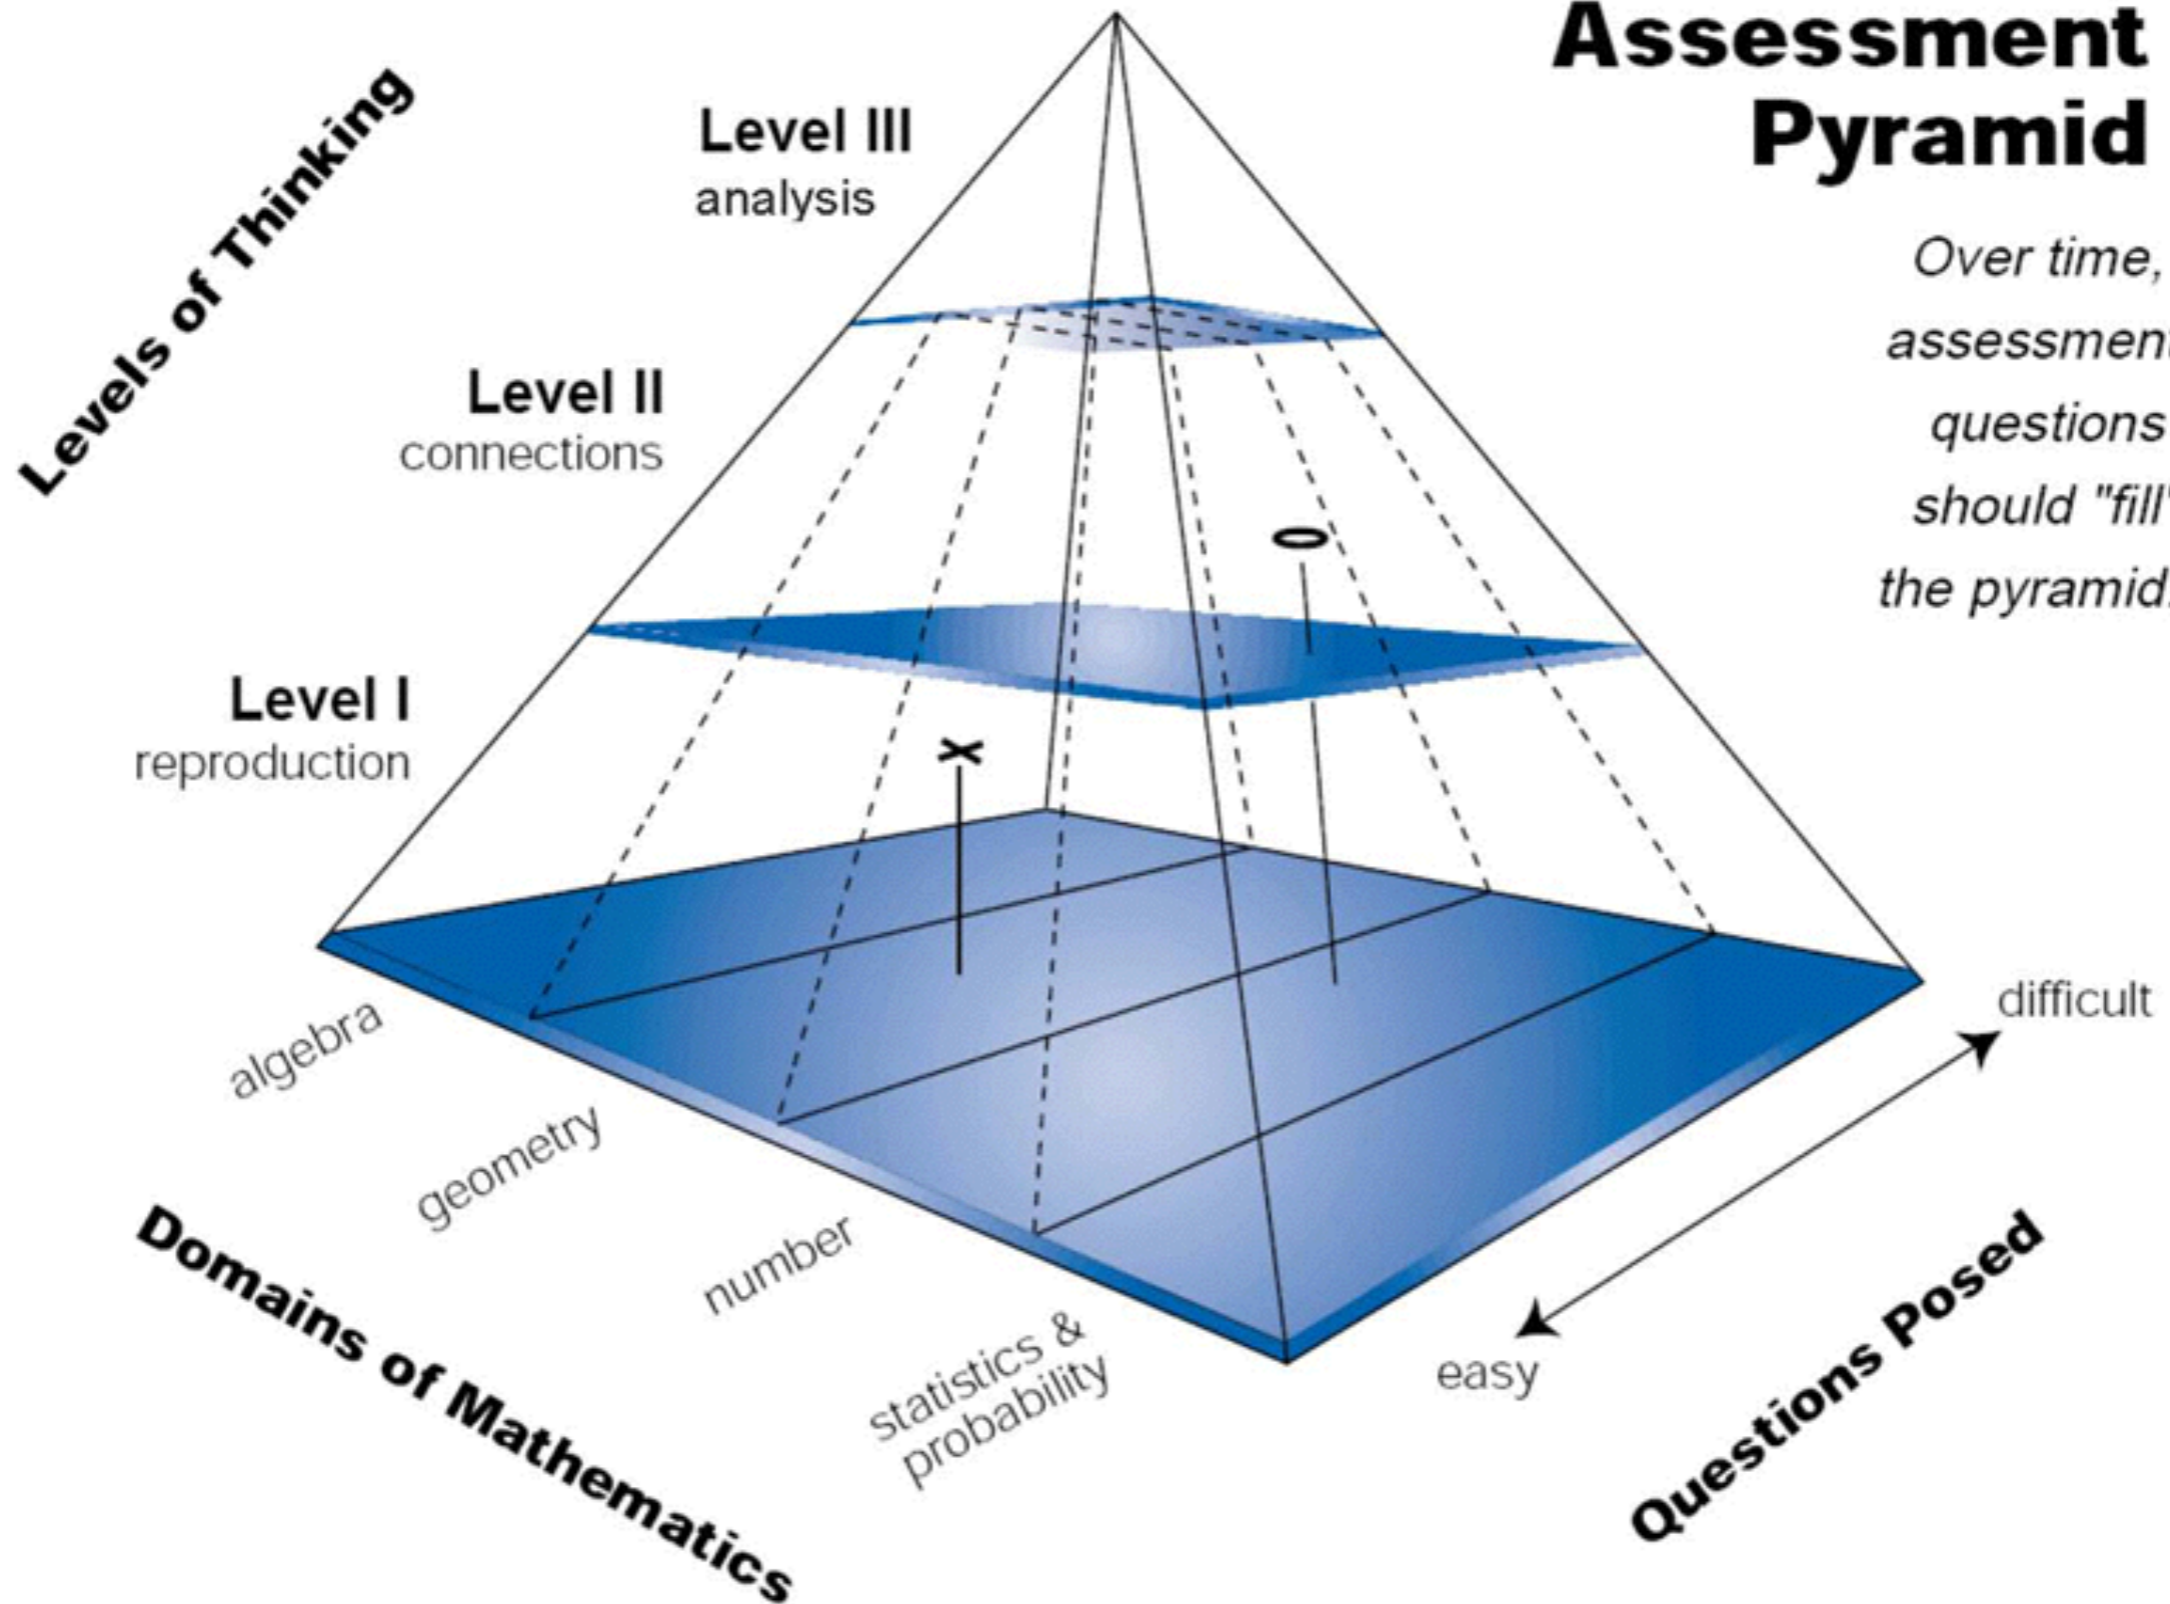 Assessment
Pyramid
Over time,
assessment
questions
should "fill"
the pyramid.
Levels of Thinking
Level III
analysis
Level II
connections
Level I
reproduction
algebra
geometry
number
statistics &
probability
Domains of Mathematics
difficult
easy
Questions Posed